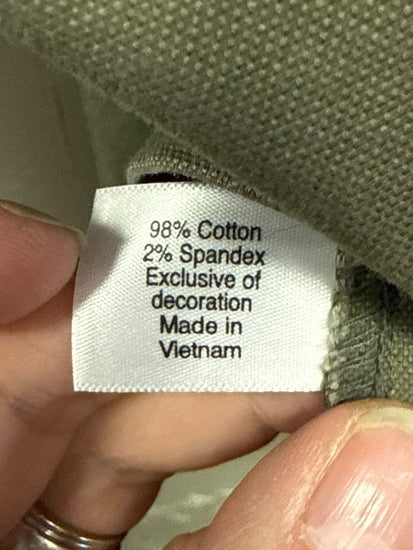 98% Cotton
2% Spandex
Exclusive of
decoration
Made in
Vietnam